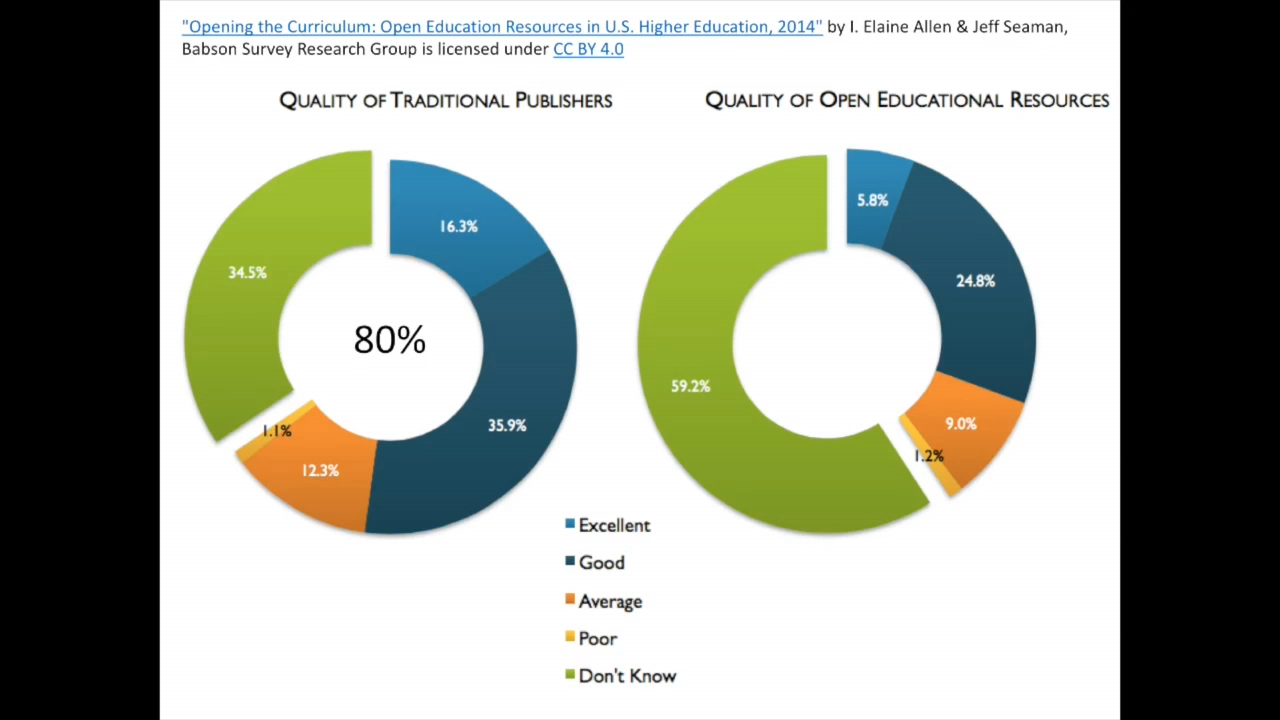 "Opening the Curriculum: Open Education Resources in U.S. Higher Education, 2014" by I. Elaine Allen & Jeff Seaman,
Babson Survey Research Group is licensed under CC BY 4.0
QUALITY OF TRADITIONAL PUBLISHERS
16.3%
34.5%
80%
35.9%
1.1%
12.3%
QUALITY OF OPEN EDUCATIONAL RESOURCES
5.8%
24.8%
59.2%
9.0%
1.2%
Excellent
Good
Average
Poor
Don't Know